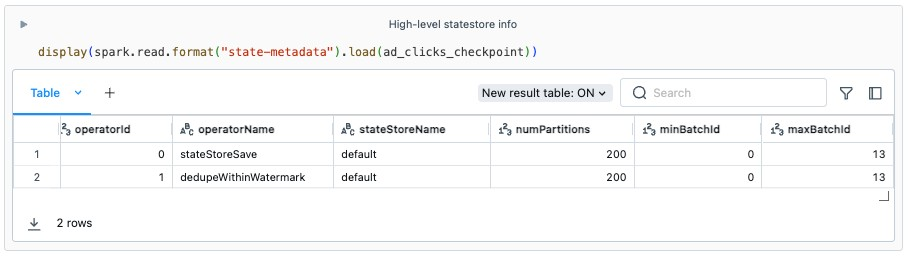 High-level statestore info
display(spark.read.format("state-metadata").load(ad_clicks_checkpoint))
Table + New result table: ON Search
operatorId operatorName stateStoreName numPartitions minBatchId maxBatchId
1 0 stateStoreSave default 200 0 13
2 1 dedupeWithinWatermark default 200 0 13
2 rows